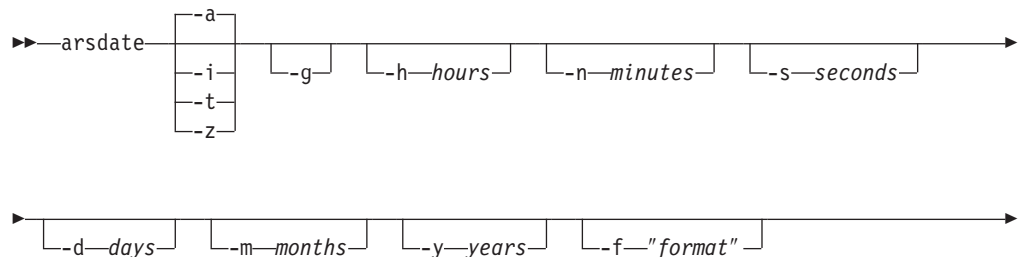 -a
arsdate
-i -g -h hours -n minutes -s seconds
-t
-z
-d days -m months -y years -f "format"